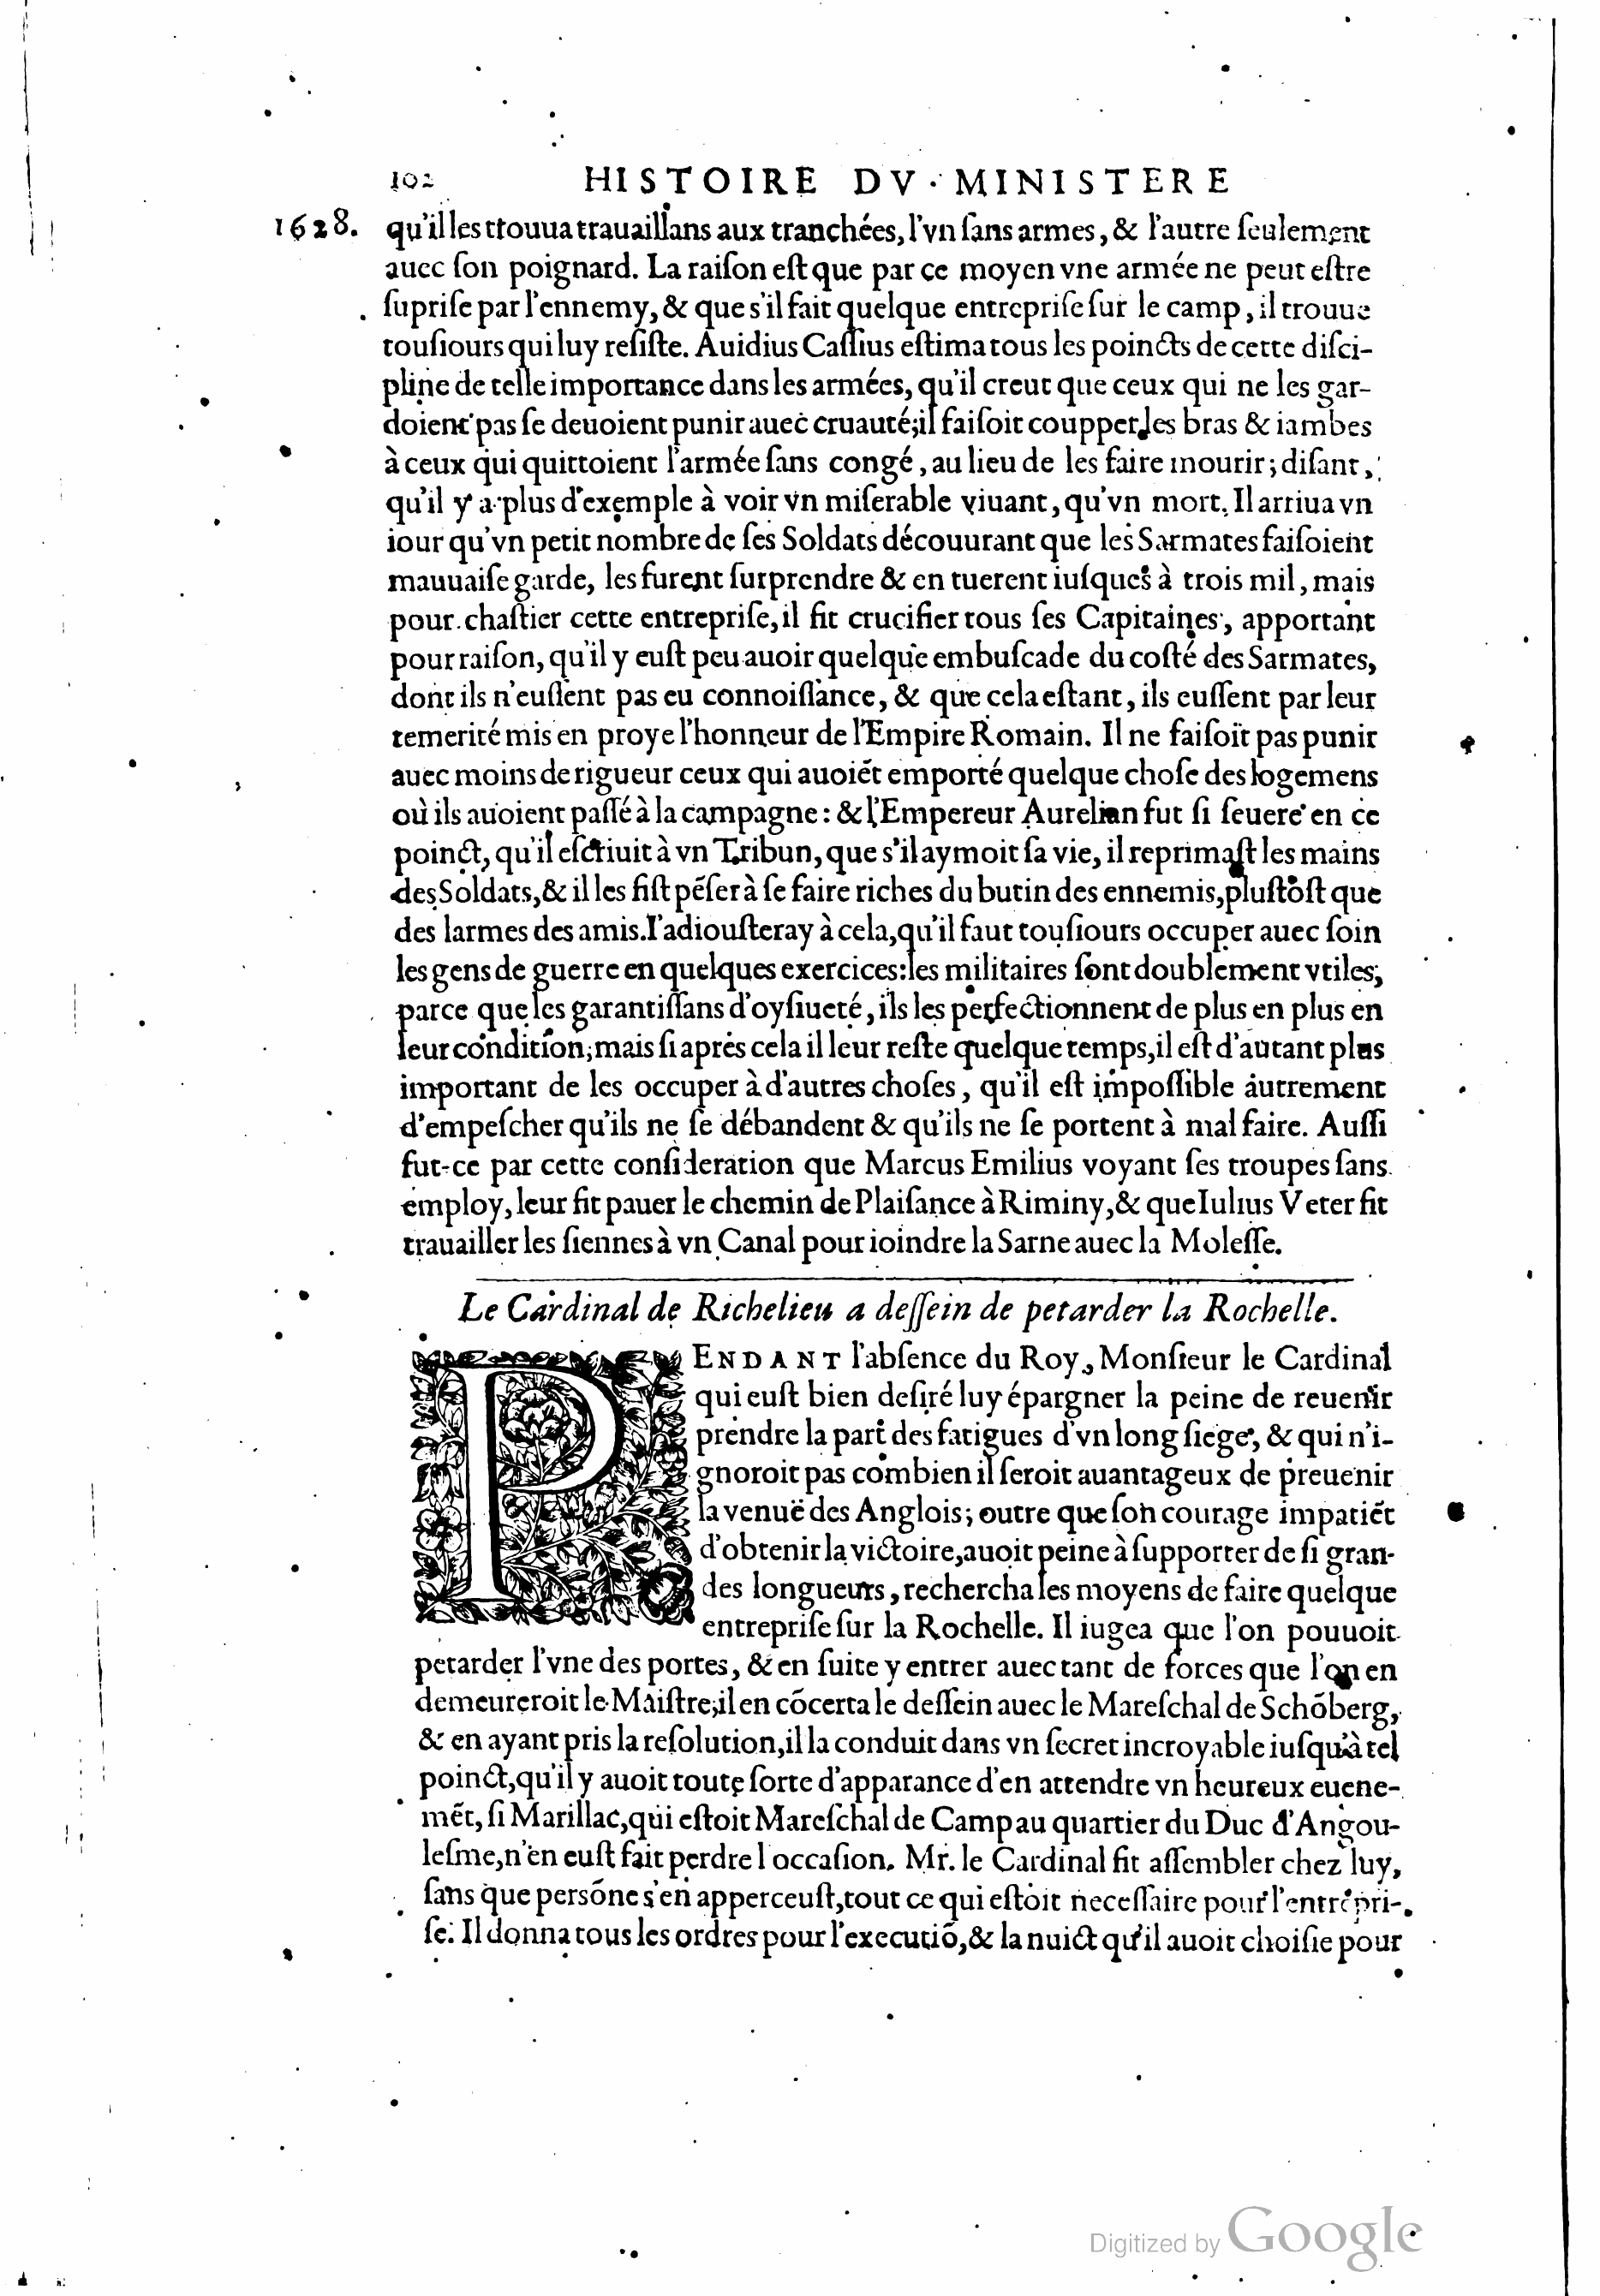 102 HISTOIRE DV MINISTERE
1628. qu'il les ttouua trauaillans aux tranchées, l'vn ſans armes, & l'autre ſeulement
auec ſon poignard. La raiſon eſt que par ce moyen vne armée ne peut eſtre
ſupriſe par l'ennemy, & que s'il fait quelque entrepriſe ſur le camp, il trouue
touſiours qui luy reſiſte. Auidius Caſſius eſtima tous les poincts de cette diſci-
pline de telle importance dans les armées, qu'il creut que ceux qui ne les gar-
doient pas ſe deuoient punir auec cruauté; il faiſoit coupper les bras & iambes
à ceux qui quittoient l'armée ſans congé, au lieu de les faire mourir; diſant,
qu'il y a plus d'exemple à voir vn miſerable viuant, qu'vn mort. Il arriua vn
iour qu'vn petit nombre de ſes Soldats découurant que les Sarmates faiſoient
mauuaiſe garde, les furent ſurprendre & en tuerent iuſques à trois mil, mais
pour chaſtier cette entrepriſe, il fit crucifier tous ſes Capitaines, apportant
pour raiſon, qu'il y euſt peu auoir quelque embuſcade du coſté des Sarmates,
dont ils n'euſſent pas eu connoiſſance, & que cela eſtant, ils euſſent par leur
temerité mis en proye l'honneur de l'Empire Romain. Il ne faiſoit pas punir
auec moins de rigueur ceux qui auoiẽt emporté quelque choſe des logemens
où ils auoient paſſé à la campagne: & l'Empereur Aurelian fut ſi ſeuere en ce
poinct, qu'il eſcriuit à vn Tribun, que s'il aymoit ſa vie, il reprimaſt les mains
des Soldats, & il les fiſt pẽſer à ſe faire riches du butin des ennemis, pluſtoſt que
des larmes des amis. I'adiouſteray à cela, qu'il faut touſiours occuper auec ſoin
les gens de guerre en quelques exercices: les militaires ſont doublement vtiles;
parce que les garantiſſans d'oyſiueté, ils les perfectionnent de plus en plus en
leur condition; mais ſi aprés cela il leur reſte quelque temps, il eſt d'autant plus
important de les occuper à d'autres choſes, qu'il eſt impoſſible autrement
d'empeſcher qu'ils ne ſe débandent & qu'ils ne ſe portent à mal faire. Auſſi
fut-ce par cette conſideration que Marcus Emilius voyant ſes troupes ſans
employ, leur fit pauer le chemin de Plaiſance à Riminy, & que Iulius Veter fit
trauailler les ſiennes à vn Canal pour ioindre la Sarne auec la Moleſſe.
Le Cardinal de Richelieu a deſſein de petarder la Rochelle.
PENDANT l'abſence du Roy, Monſieur le Cardinal
qui euſt bien deſiré luy épargner la peine de reuenir
prendre la part des fatigues d'vn long ſiege, & qui n'i-
gnoroit pas combien il ſeroit auantageux de preuenir
la venuë des Anglois; outre que ſon courage impatiẽt
d'obtenir la victoire, auoit peine à ſupporter de ſi gran-
des longueurs, rechercha les moyens de faire quelque
entrepriſe ſur la Rochelle. Il iugea que l'on pouuoit
petarder l'vne des portes, & en ſuite y entrer auec tant de forces que l'on en
demeureroit le Maiſtre; il en cõcerta le deſſein auec le Mareſchal de Schõberg,
& en ayant pris la reſolution, il la conduit dans vn ſecret incroyable iuſqu'à tel
poinct, qu'il y auoit toute ſorte d'apparance d'en attendre vn heureux euene-
mẽt, ſi Marillac, qui eſtoit Mareſchal de Camp au quartier du Duc d'Angou-
leſme, n'en euſt fait perdre l'occaſion. Mr. le Cardinal fit aſſembler chez luy,
ſans que perſõne s'en apperceuſt, tout ce qui eſtoit neceſſaire pour l'entrepri-
ſe. Il donna tous les ordres pour l'executiõ, & la nuict qu'il auoit choiſie pour
Digitized by Google